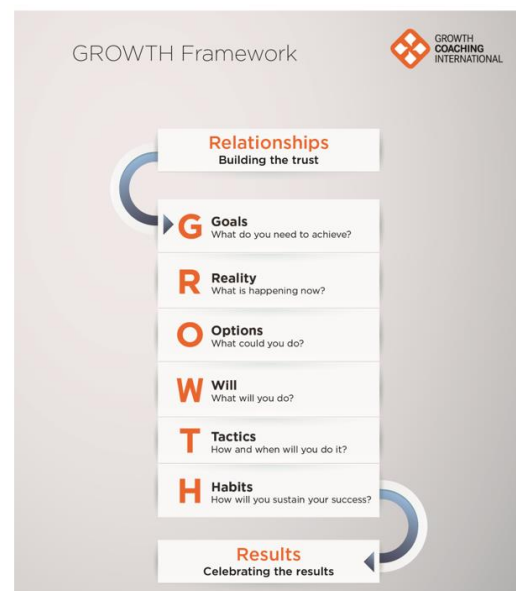 GROWTH Framework
GROWTH
COACHING
INTERNATIONAL
Relationships
Building the trust
G Goals
What do you need to achieve?
R Reality
What is happening now?
O Options
What could you do?
W Will
What will you do?
T Tactics
How and when will you do it?
H Habits
How will you sustain your success?
Results
Celebrating the results